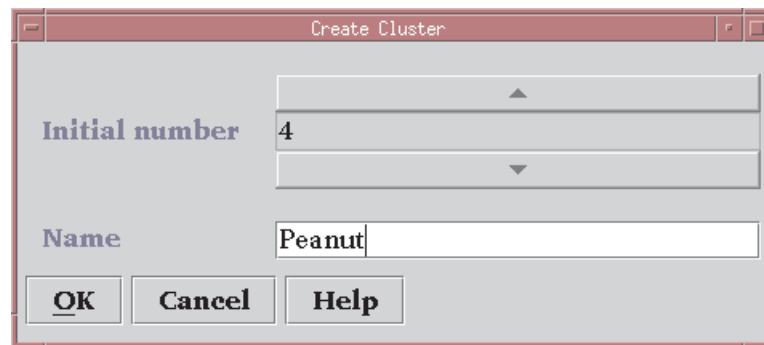 Create Cluster
Initial number 4
Name Peanut
OK Cancel Help